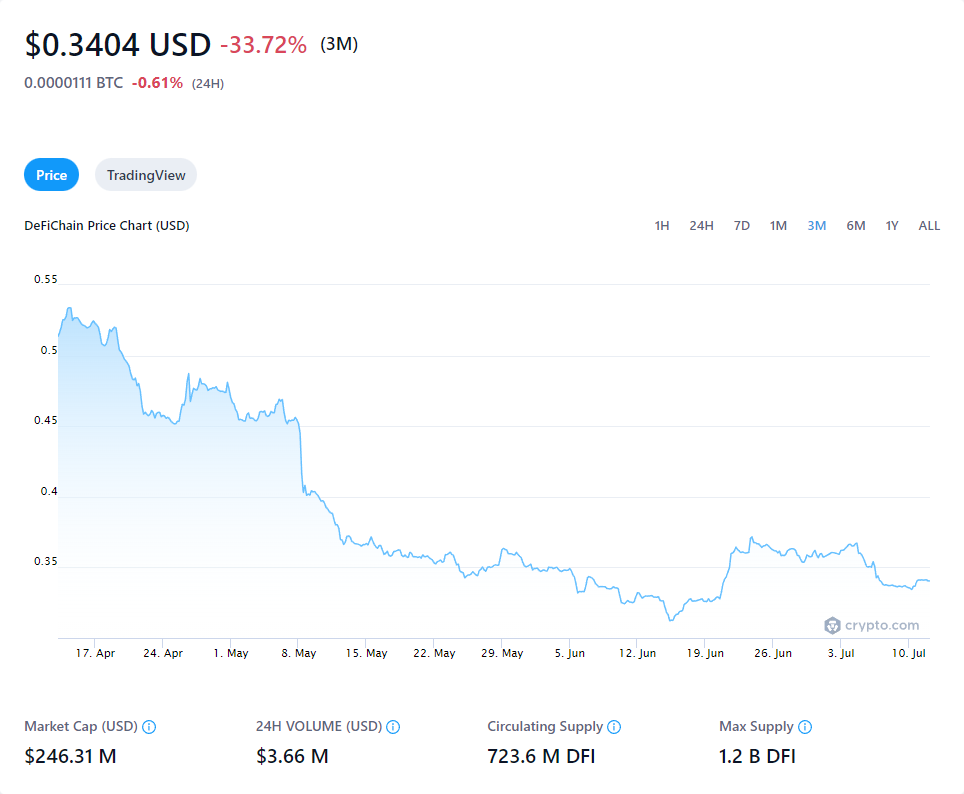 $0.3404 USD -33.72% (3M)
0.0000111 BTC -0.61% (24H)
Price TradingView
DeFiChain Price Chart (USD) 1H 24H 7D 1M 3M 6M 1Y ALL
0.55
0.5
0.45
0.4
0.35
crypto.com
17. Apr 24. Apr 1. May 8. May 15. May 22. May 29. May 5. Jun 12. Jun 19. Jun 26. Jun 3. Jul 10. Jul
Market Cap (USD) 24H VOLUME (USD) Circulating Supply Max Supply
$246.31 M $3.66 M 723.6 M DFI 1.2 B DFI